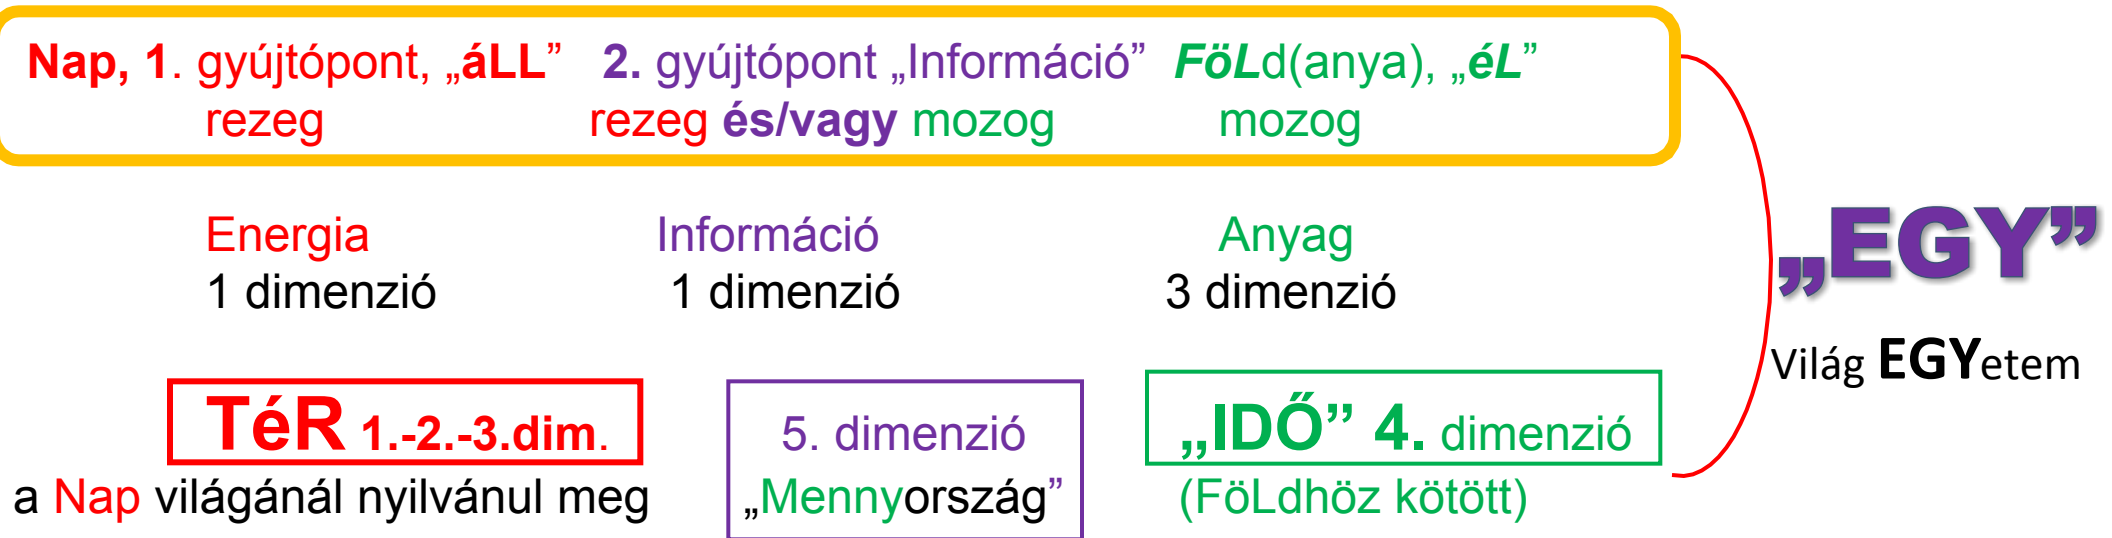 Nap, 1. gyújtópont, „áLL” 2. gyújtópont „Információ” FöLd(anya), „éL”
rezeg rezeg és/vagy mozog mozog
Energia Információ Anyag
1 dimenzió 1 dimenzió 3 dimenzió
„EGY”
Világ EGYetem
TéR 1.-2.-3.dim. 5. dimenzió „IDŐ” 4. dimenzió
a Nap világánál nyilvánul meg „Mennyország” (FöLdhöz kötött)